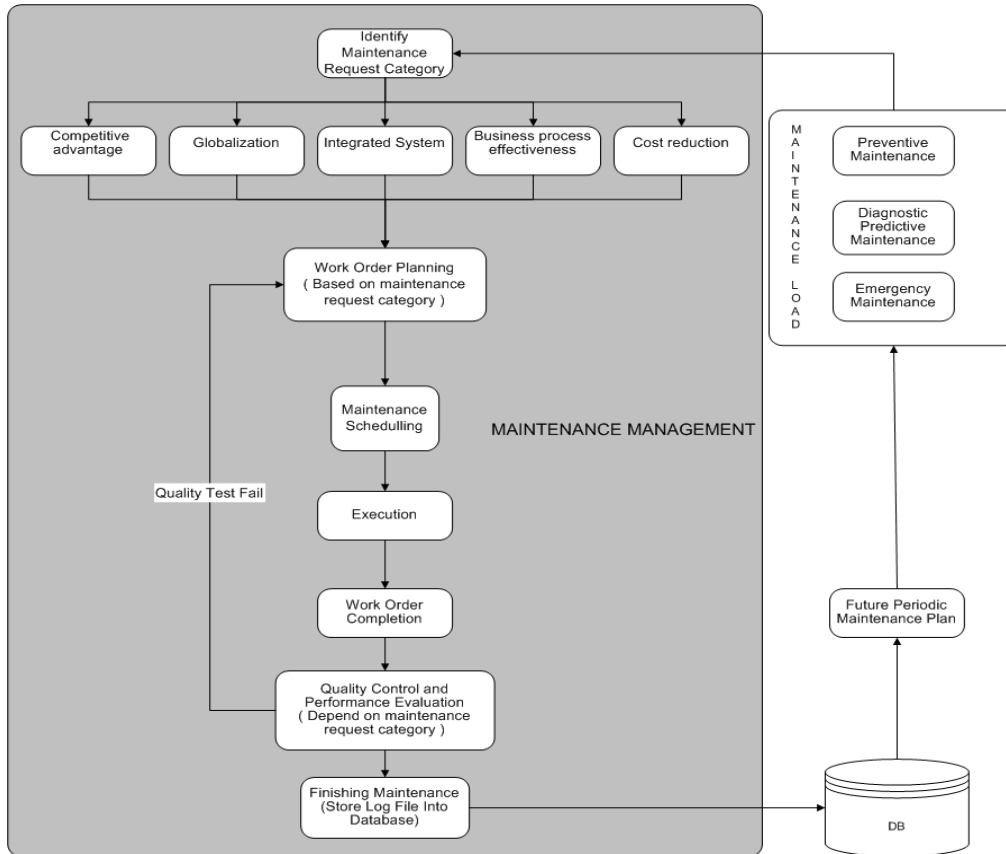 Identify
Maintenance
Request Category
Competitive
advantage
Globalization
Integrated System
Business process
effectiveness
Cost reduction
Work Order Planning
( Based on maintenance
request category )
Maintenance
Schedulling
MAINTENANCE MANAGEMENT
Quality Test Fail
Execution
Work Order
Completion
Quality Control and
Performance Evaluation
( Depend on maintenance
request category )
Finishing Maintenance
(Store Log File Into
Database)
DB
Future Periodic
Maintenance Plan
MAINTENANCE LOAD
Preventive
Maintenance
Diagnostic
Predictive
Maintenance
Emergency
Maintenance